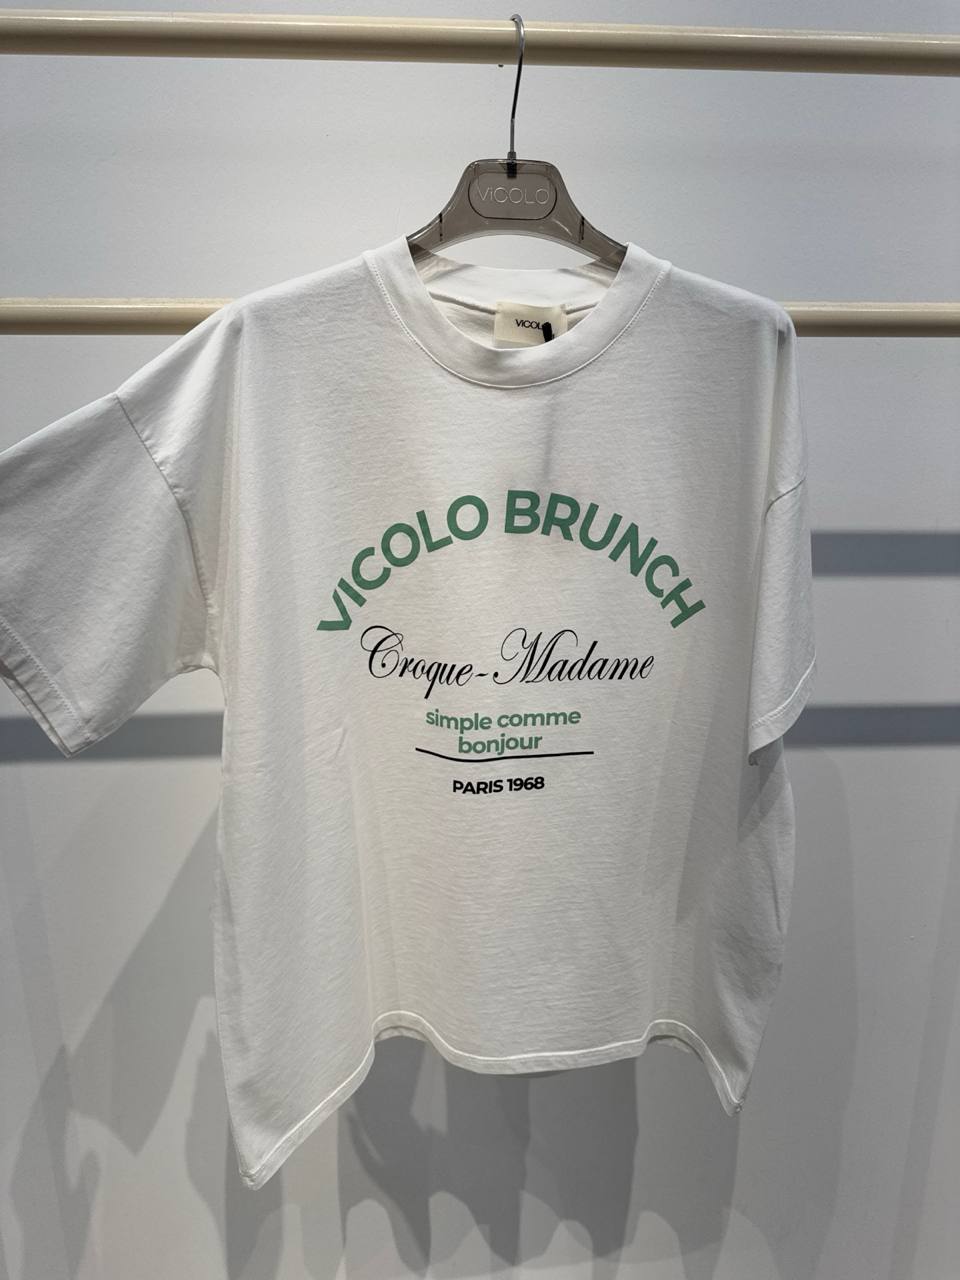 ViCOLO
VICOLO
VICOLO BRUNCH
Croque-Madame
simple comme
bonjour
PARIS 1968